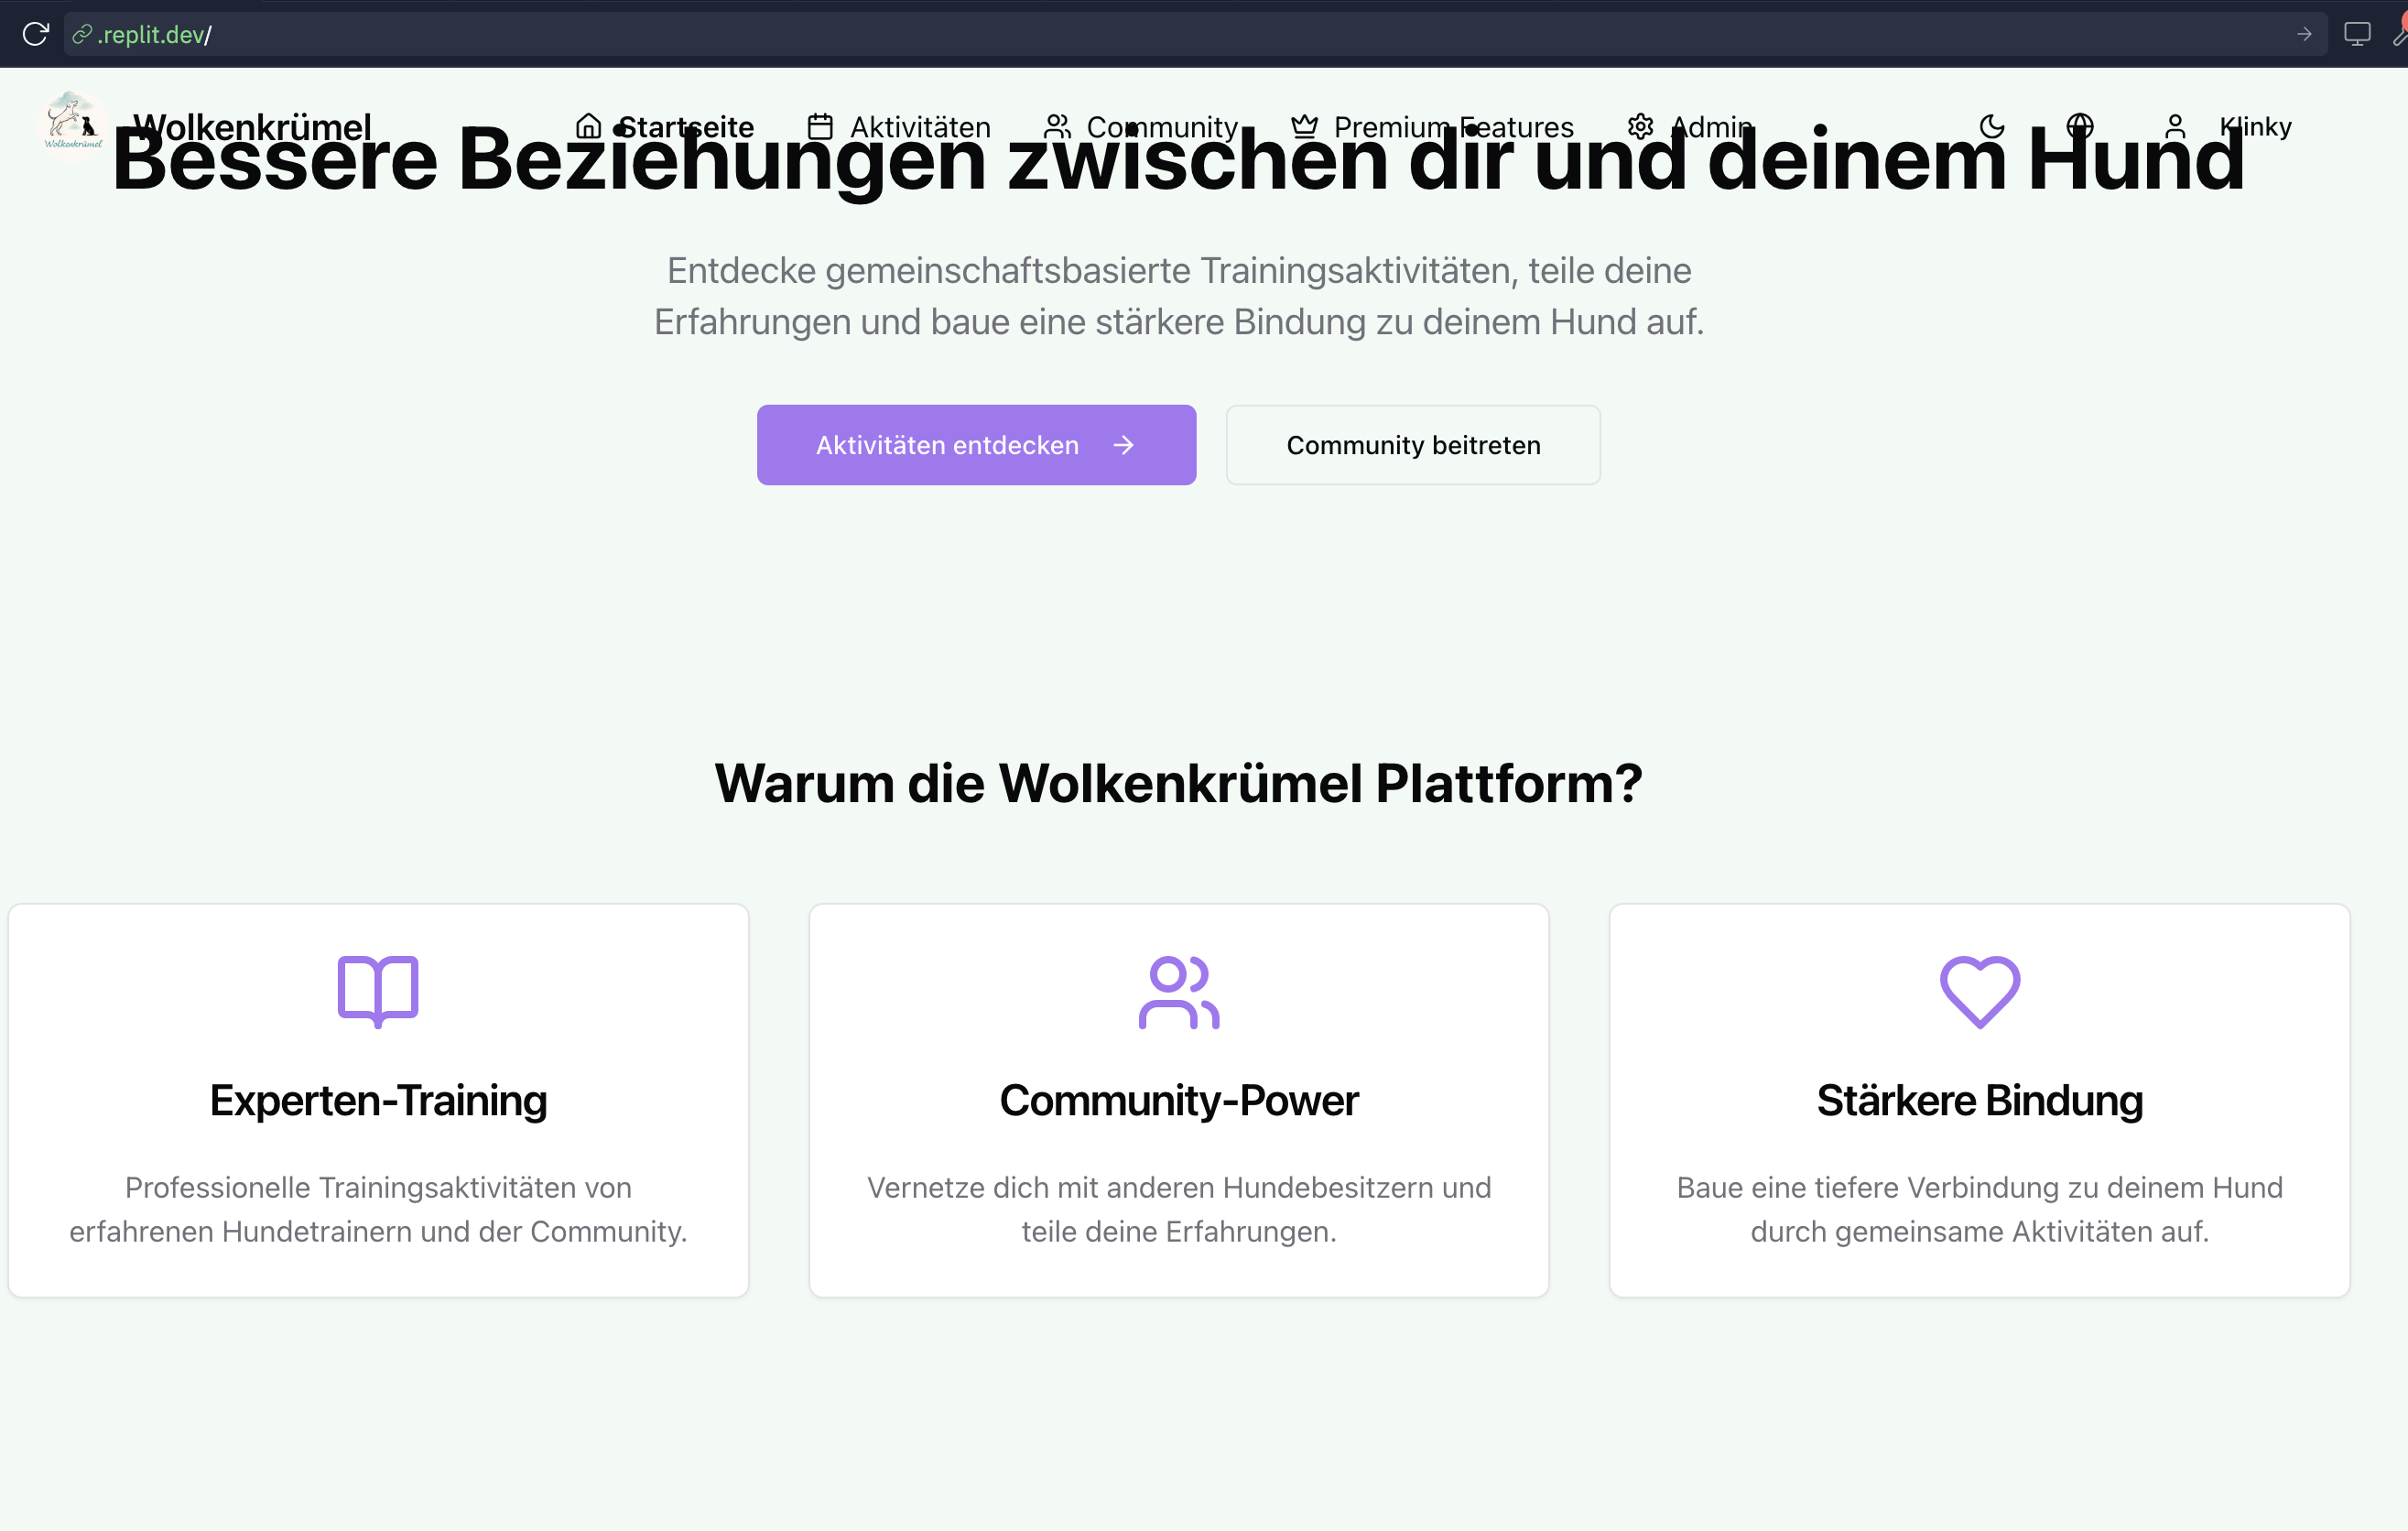 .replit.dev/
Wolkenkrümel
Wolkenkrümel
Startseite
Aktivitäten
Community
Premium Features
Admin
Klinky
Bessere Beziehungen zwischen dir und deinem Hund
Entdecke gemeinschaftsbasierte Trainingsaktivitäten, teile deine
Erfahrungen und baue eine stärkere Bindung zu deinem Hund auf.
Aktivitäten entdecken
Community beitreten
Warum die Wolkenkrümel Plattform?
Experten-Training
Professionelle Trainingsaktivitäten von
erfahrenen Hundetrainern und der Community.
Community-Power
Vernetze dich mit anderen Hundebesitzern und
teile deine Erfahrungen.
Stärkere Bindung
Baue eine tiefere Verbindung zu deinem Hund
durch gemeinsame Aktivitäten auf.